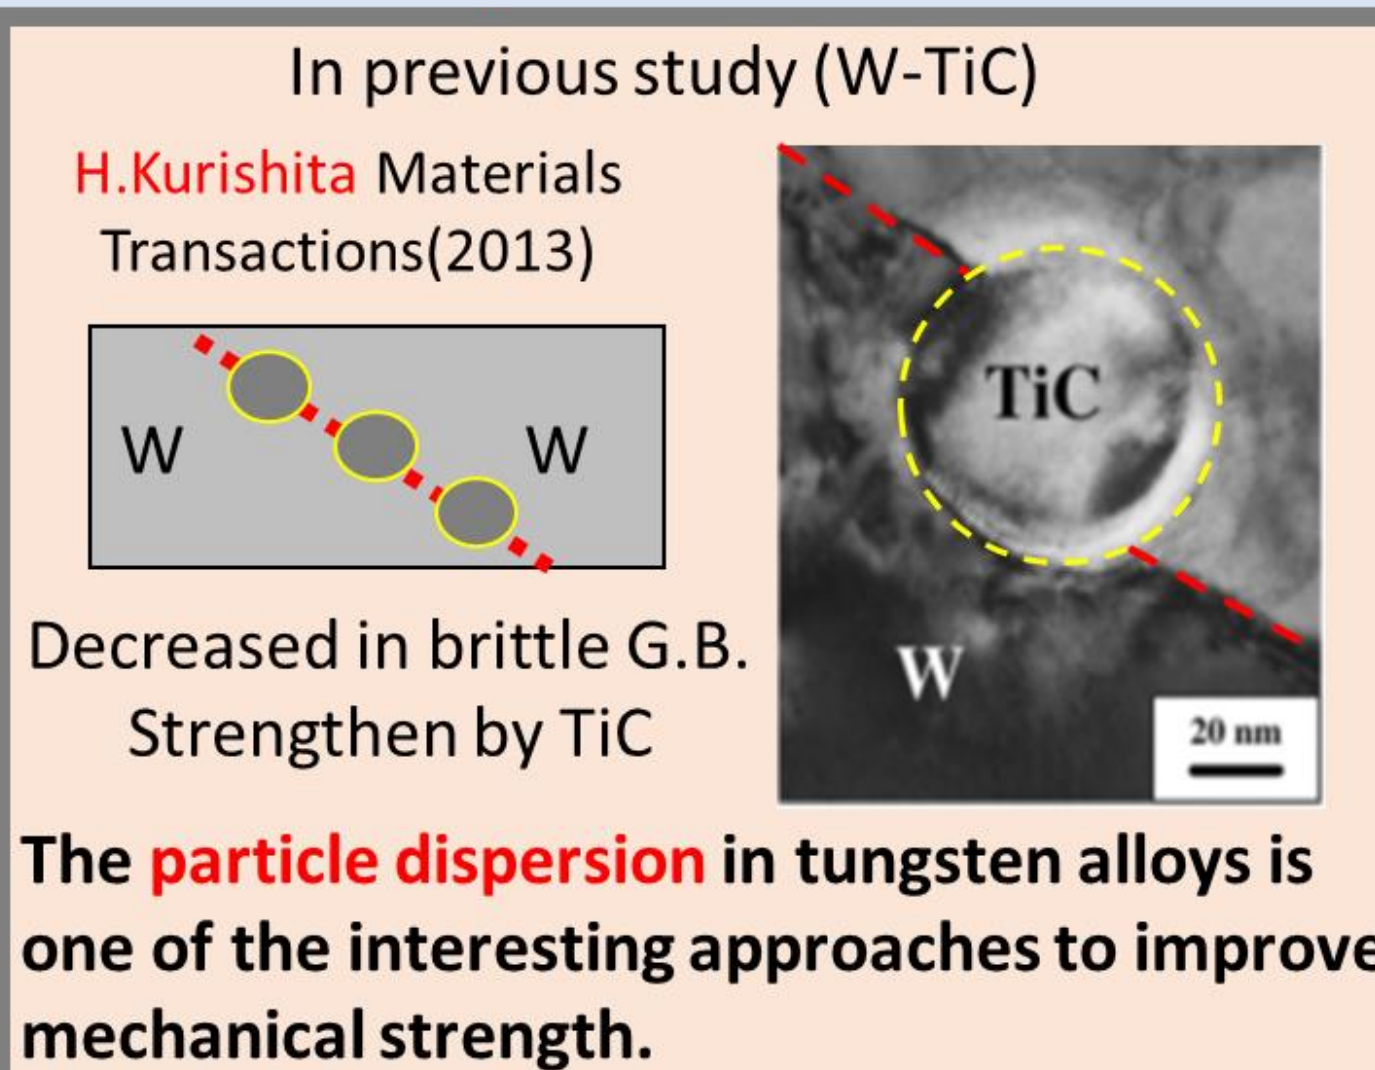 In previous study (W-TiC)
H.Kurishita Materials
Transactions(2013)
W
W
Decreased in brittle G.B.
Strengthen by TiC
TiC
W
20 nm
The particle dispersion in tungsten alloys is
one of the interesting approaches to improve
mechanical strength.